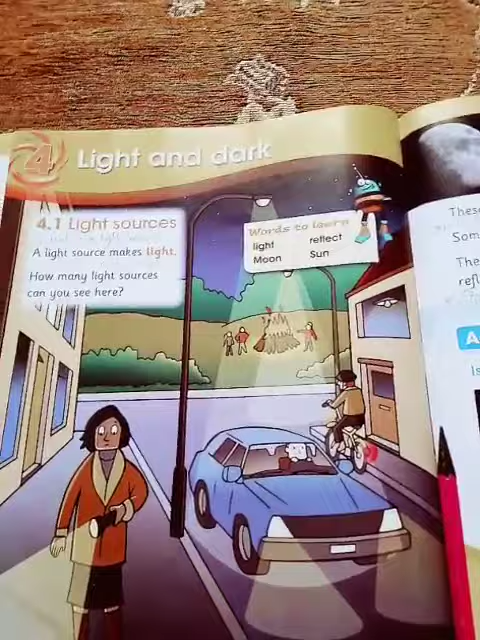 4
Light and dark
4.1 Light sources
A light source makes light.
How many light sources
can you see here?
Words to learn
light reflect
Moon Sun
These
Som
The
refl
A
Is